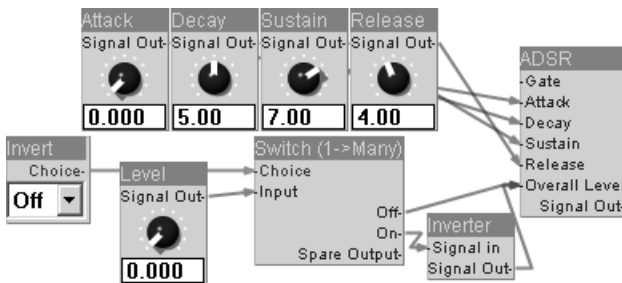 Attack
Decay
Sustain
Release
Signal Out
Signal Out
Signal Out
Signal Out
0.000
5.00
7.00
4.00
ADSR
Gate
Attack
Decay
Sustain
Release
Overall Leve
Signal Out
Invert
Choice
Off
Level
Signal Out
0.000
Switch (1->Many)
Choice
Input
Off
On
Spare Output
Inverter
Signal in
Signal Out